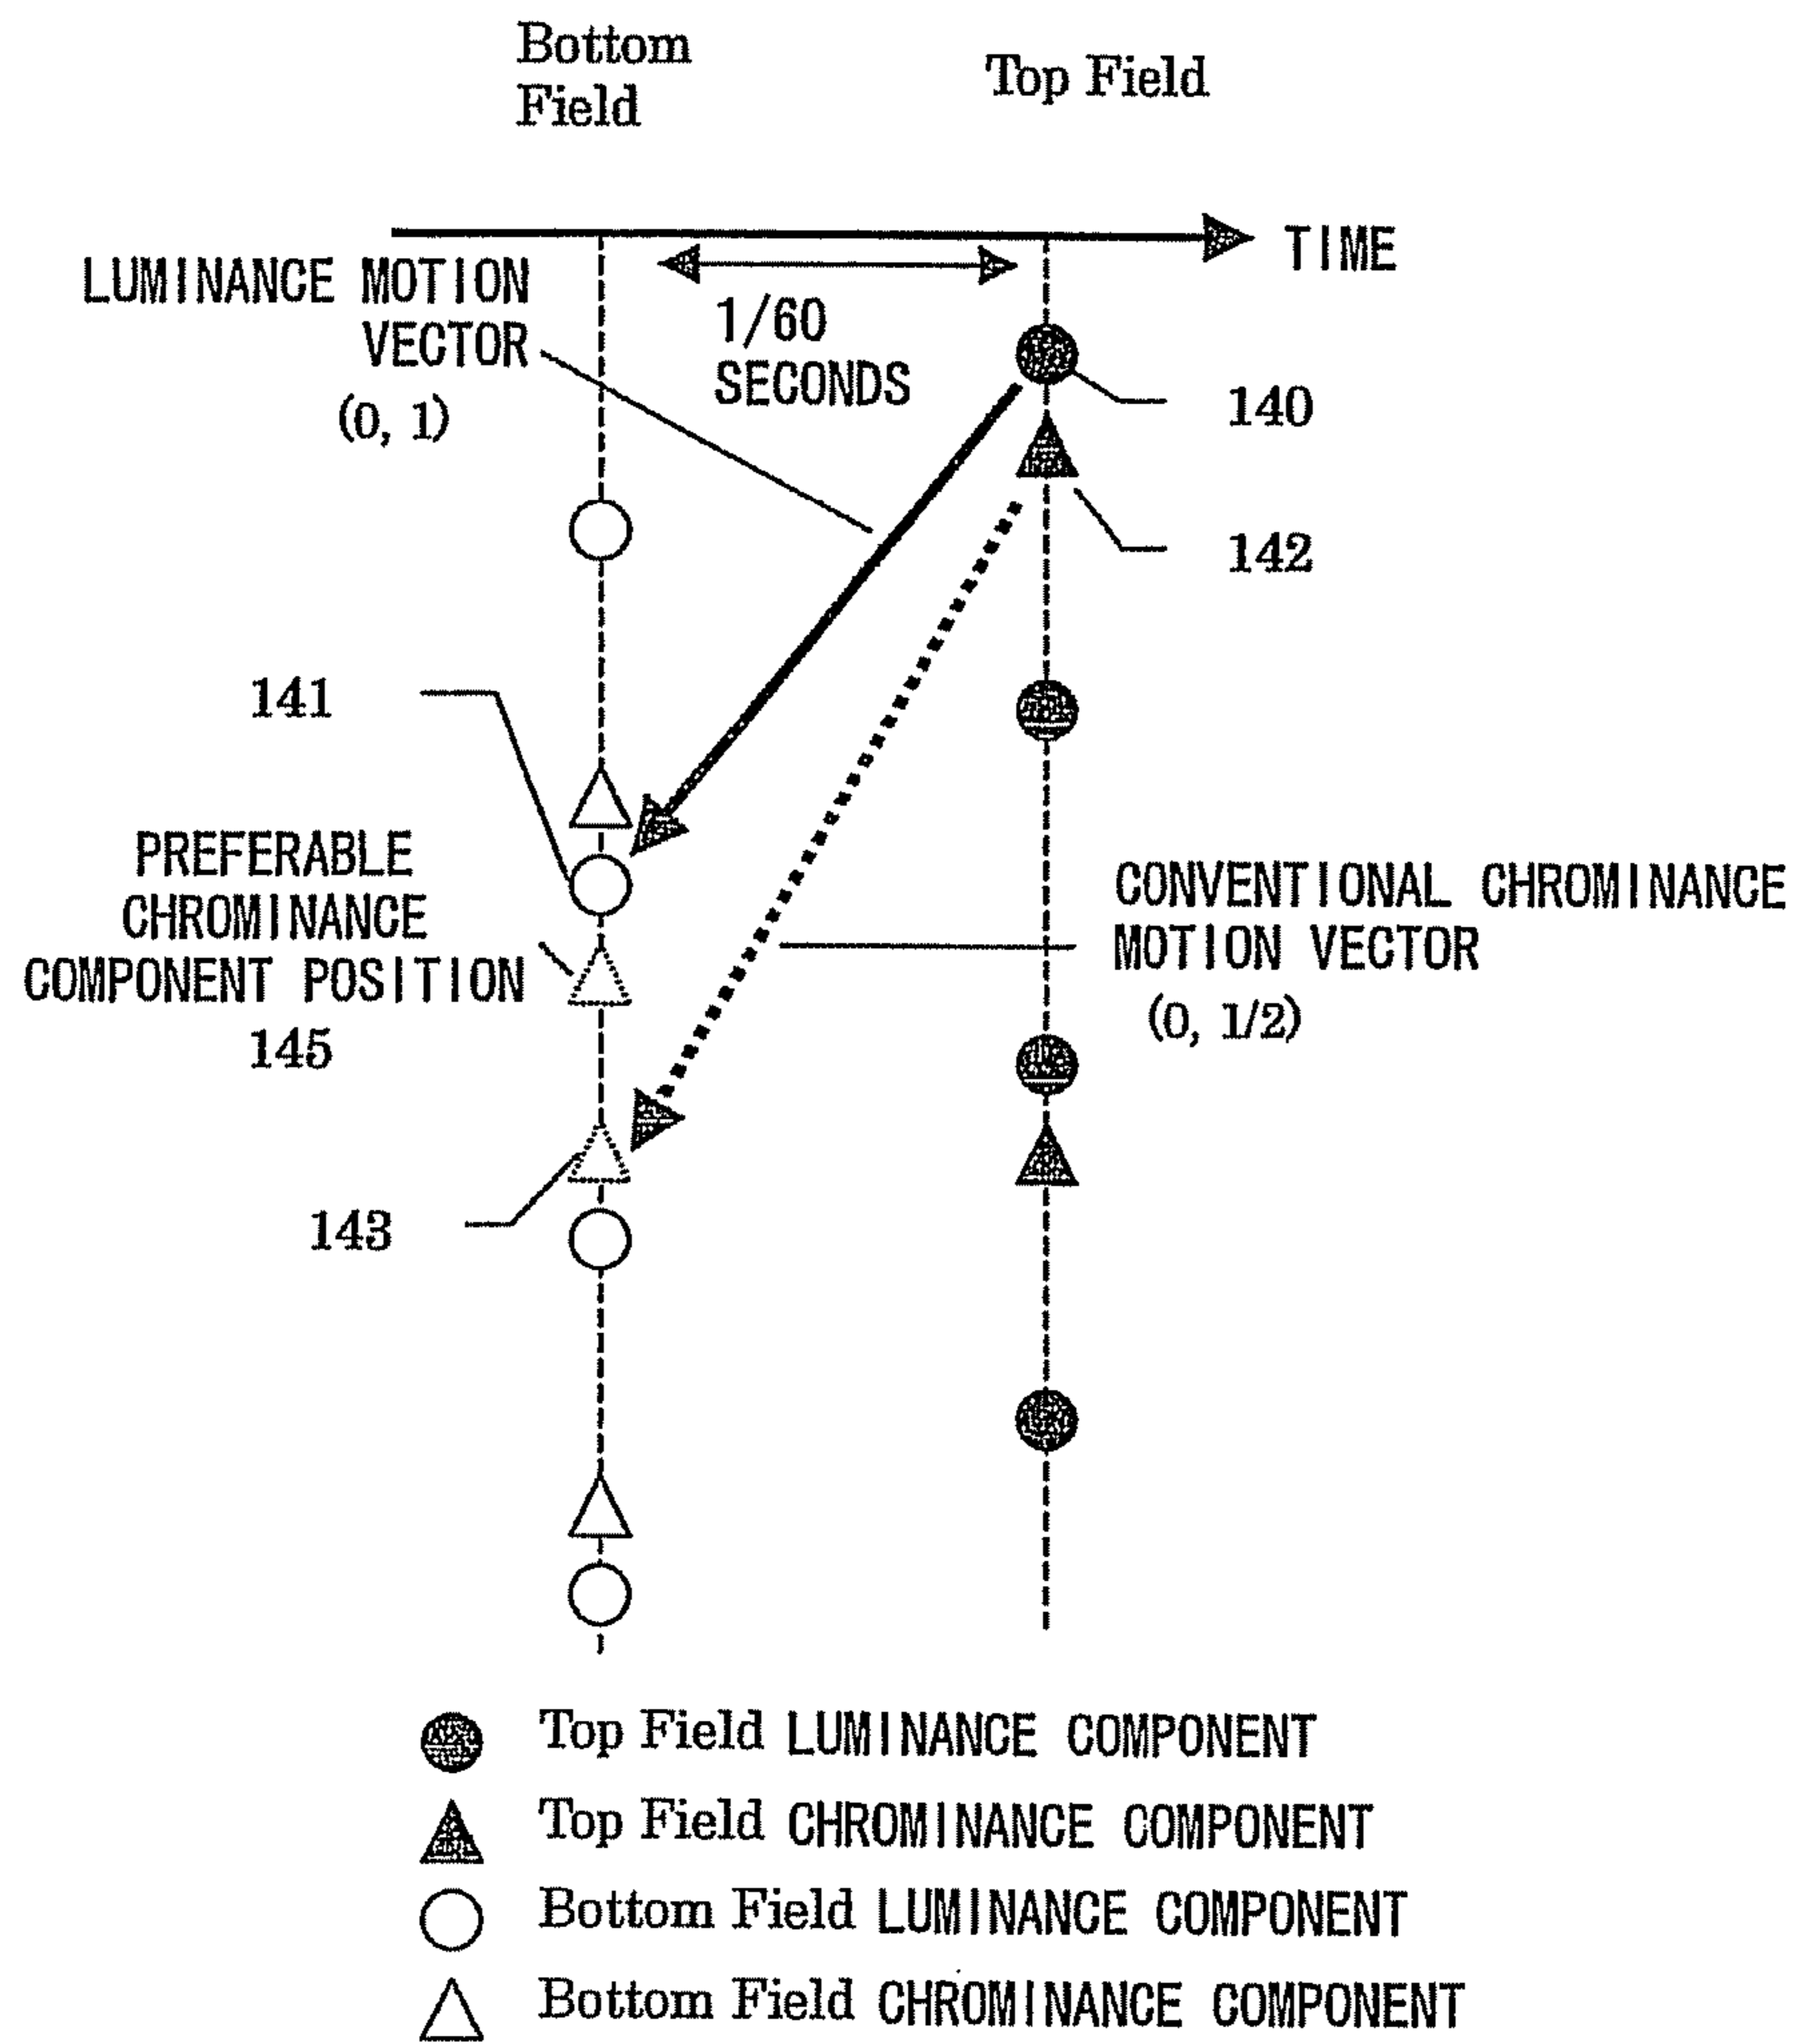 Bottom
Field
Top Field
TIME
LUMINANCE MOTION
VECTOR
(0, 1)
1/60
SECONDS
140
142
141
PREFERABLE
CHROMINANCE
COMPONENT POSITION
145
CONVENTIONAL CHROMINANCE
MOTION VECTOR
(0, 1/2)
143
Top Field LUMINANCE COMPONENT
Top Field CHROMINANCE COMPONENT
Bottom Field LUMINANCE COMPONENT
Bottom Field CHROMINANCE COMPONENT